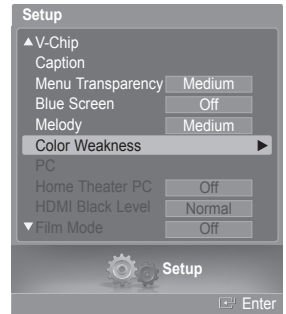 Setup
▲V-Chip
Caption
Menu Transparency Medium
Blue Screen Off
Melody Medium
Color Weakness ►
PC
Home Theater PC Off
HDMI Black Level Normal
▼Film Mode Off
Setup
Enter